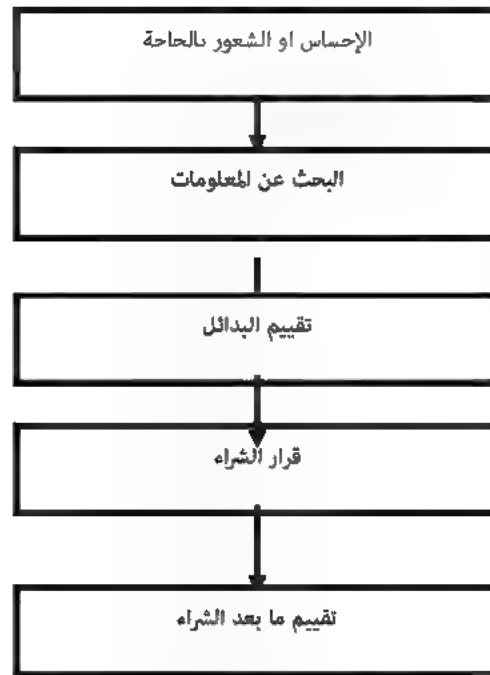 الإحساس او الشعور بالحاجة
البحث عن المعلومات
تقييم البدائل
قرار الشراء
تقييم ما بعد الشراء